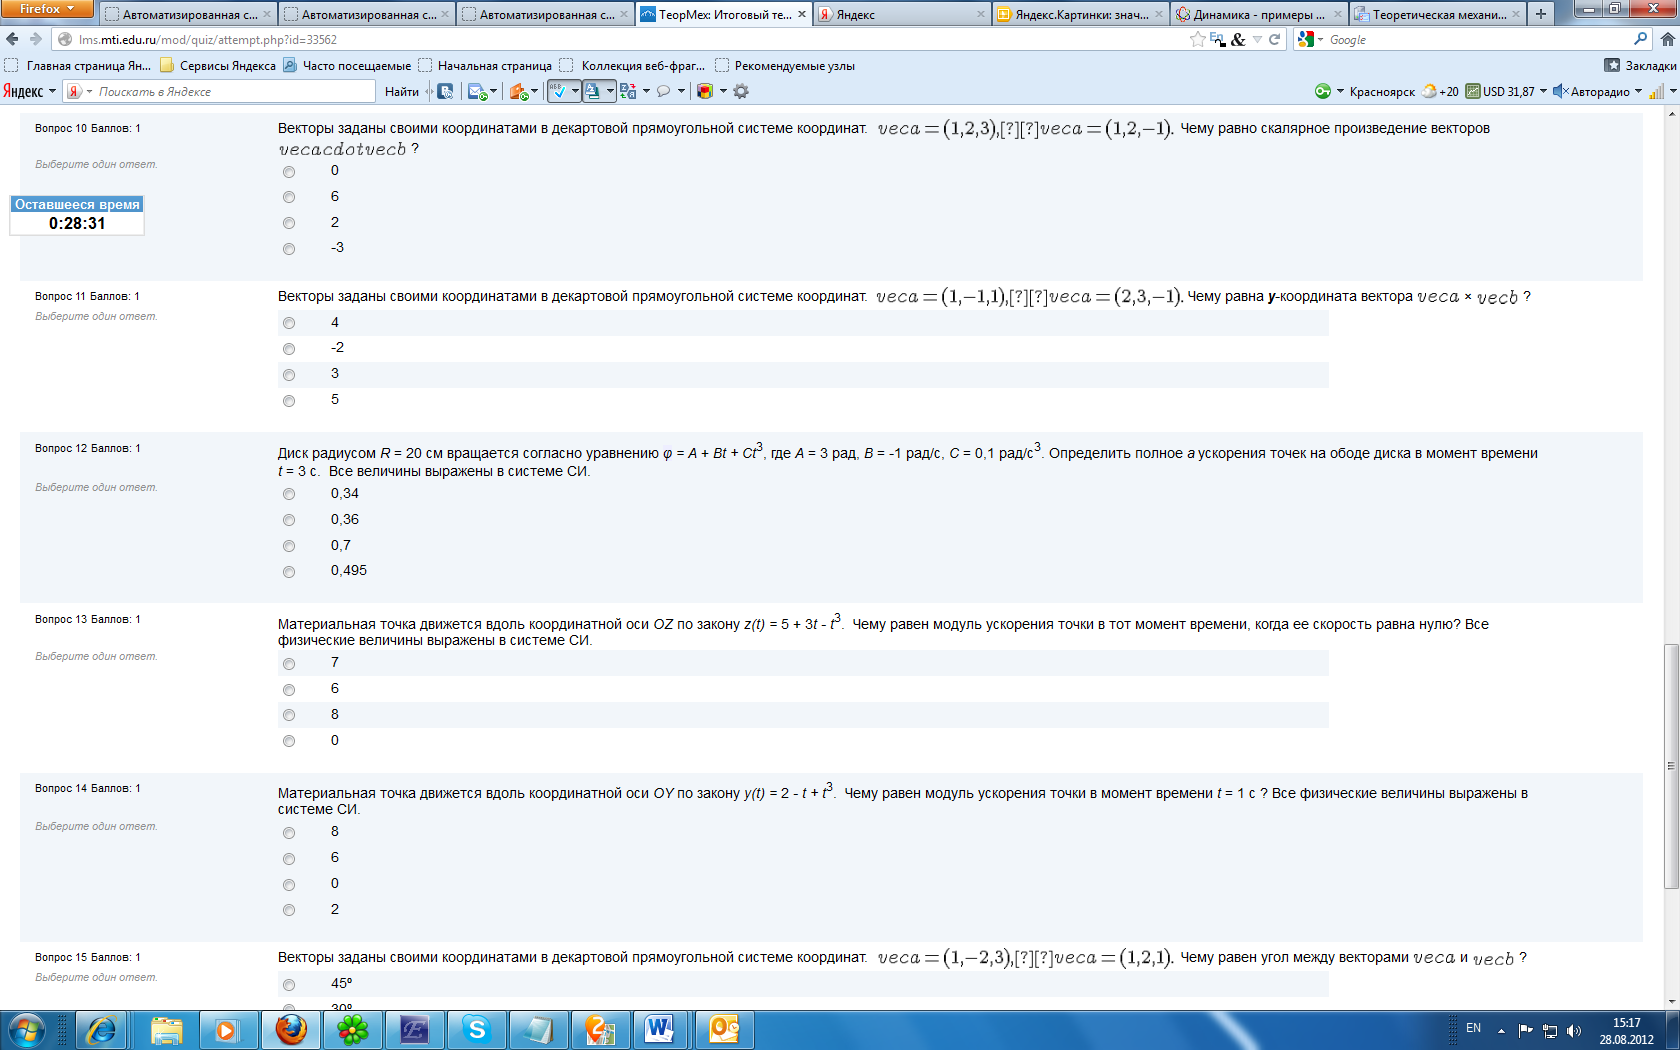 Firefox
Автоматизированная с...
Автоматизированная с...
Автоматизированная с...
ТеорМех: Итоговый те...
Яндекс
Яндекс.Картинки: знач...
Динамика - примеры ...
Теоретическая механи...
lms.mti.edu.ru/mod/quiz/attempt.php?id=33562
Google
Главная страница Ян...
Сервисы Яндекса
Часто посещаемые
Начальная страница
Коллекция веб-фраг...
Рекомендуемые узлы
Закладки
Яндекс
Поискать в Яндексе
Найти
Красноярск
+20
USD 31,87
Авторадио
Вопрос 10 Баллов: 1
Выберите один ответ.
Векторы заданы своими координатами в декартовой прямоугольной системе координат. veca = (1,2,3),[?][?]veca = (1,2,−1). Чему равно скалярное произведение векторов
vecacdotvecb ?
0
6
2
-3
Оставшееся время
0:28:31
Вопрос 11 Баллов: 1
Выберите один ответ.
Векторы заданы своими координатами в декартовой прямоугольной системе координат. veca = (1,−1,1),[?][?]veca = (2,3,−1). Чему равна y-координата вектора veca × vecb ?
4
-2
3
5
Вопрос 12 Баллов: 1
Выберите один ответ.
Диск радиусом R = 20 см вращается согласно уравнению φ = A + Bt + Ct³, где A = 3 рад, B = -1 рад/с, C = 0,1 рад/с³. Определить полное a ускорения точек на ободе диска в момент времени
t = 3 с. Все величины выражены в системе СИ.
0,34
0,36
0,7
0,495
Вопрос 13 Баллов: 1
Выберите один ответ.
Материальная точка движется вдоль координатной оси OZ по закону z(t) = 5 + 3t - t³. Чему равен модуль ускорения точки в тот момент времени, когда ее скорость равна нулю? Все
физические величины выражены в системе СИ.
7
6
8
0
Вопрос 14 Баллов: 1
Выберите один ответ.
Материальная точка движется вдоль координатной оси OY по закону y(t) = 2 - t + t³. Чему равен модуль ускорения точки в момент времени t = 1 с ? Все физические величины выражены в
системе СИ.
8
6
0
2
Вопрос 15 Баллов: 1
Выберите один ответ.
Векторы заданы своими координатами в декартовой прямоугольной системе координат. veca = (1,−2,3),[?][?]veca = (1,2,1). Чему равен угол между векторами veca и vecb ?
45º
30º
EN
15:17
28.08.2012